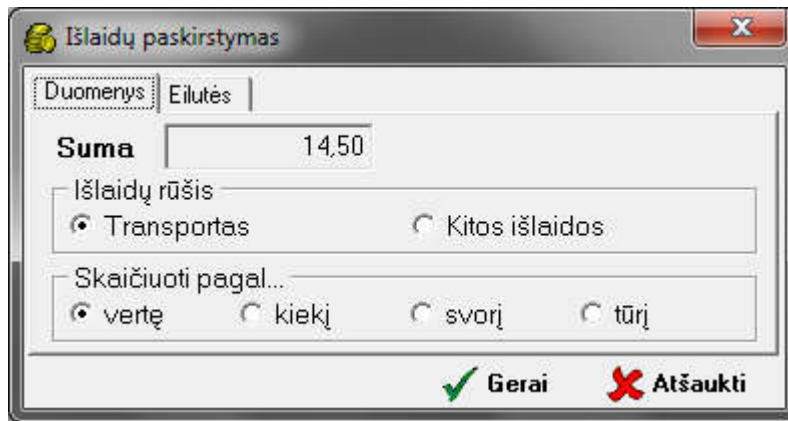 Išlaidų paskirstymas
Duomenys Eilutės
Suma 14,50
Išlaidų rūšis
Transportas Kitos išlaidos
Skaičiuoti pagal...
vertę kiekį svorį tūrį
Gerai Atšaukti